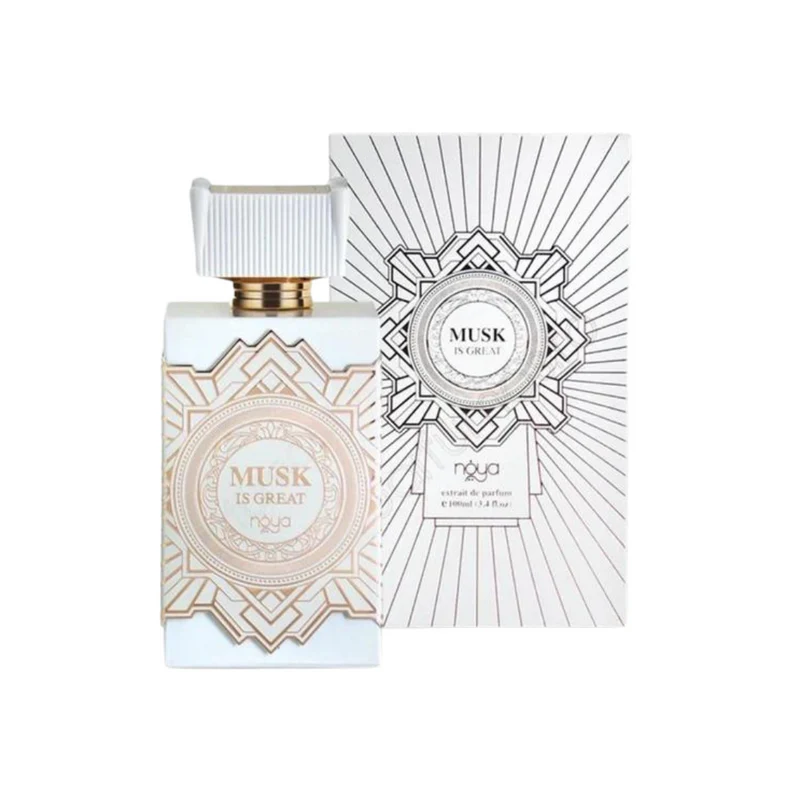 MUSK
IS GREAT
noya
MUSK
IS GREAT
noya
extrait de parfum
e 100ml (3.4 fl.oz)